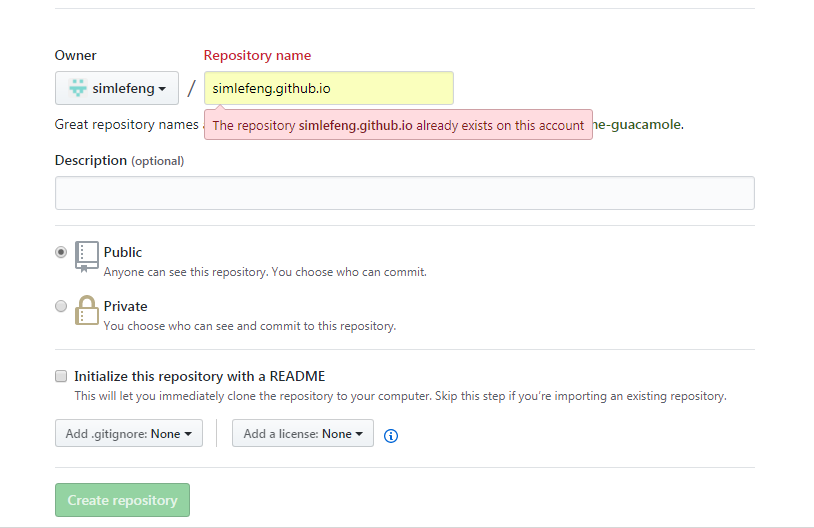 Owner Repository name
simlefeng / simlefeng.github.io
Great repository names
The repository simlefeng.github.io already exists on this account
ne-guacamole.
Description (optional)
Public
Anyone can see this repository. You choose who can commit.
Private
You choose who can see and commit to this repository.
Initialize this repository with a README
This will let you immediately clone the repository to your computer. Skip this step if you’re importing an existing repository.
Add .gitignore: None Add a license: None
Create repository